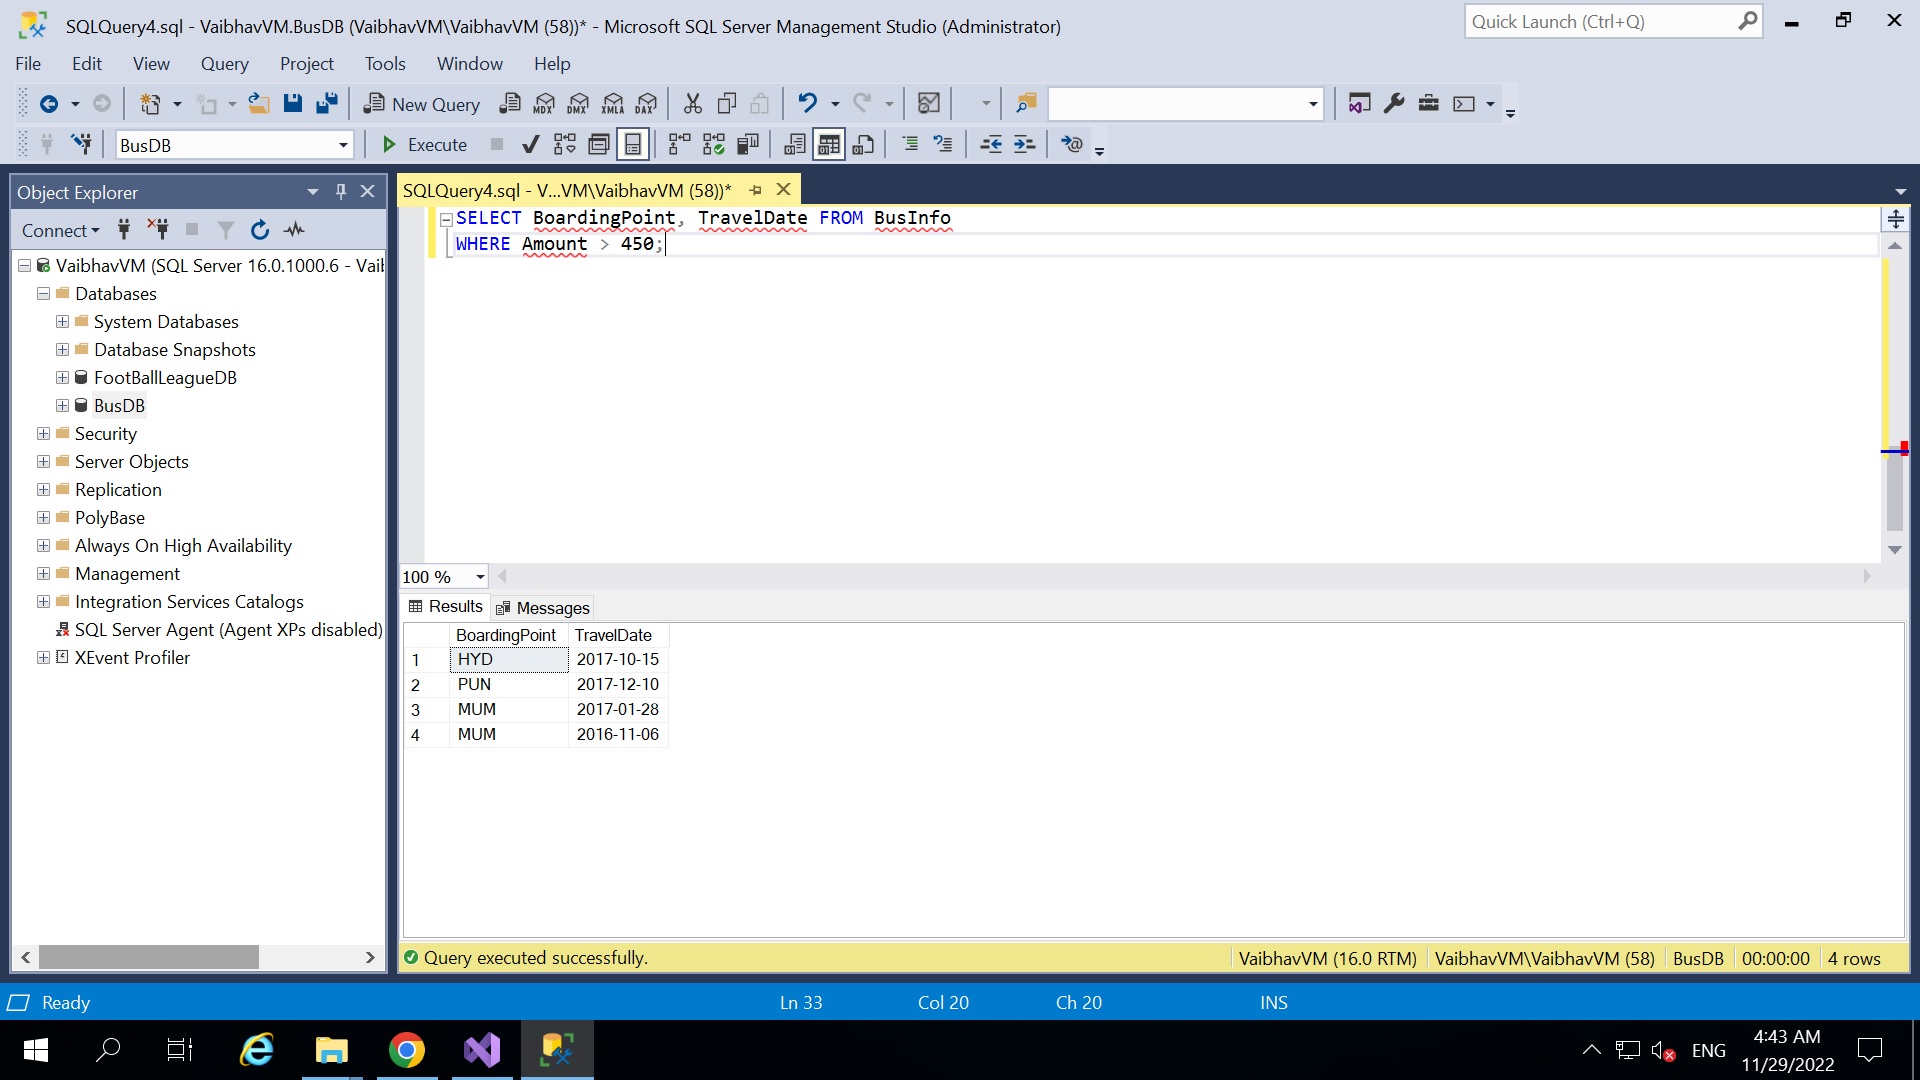 SQLQuery4.sql - VaibhavVM.BusDB (VaibhavVM\VaibhavVM (58))* - Microsoft SQL Server Management Studio (Administrator)
Quick Launch (Ctrl+Q)
File Edit View Query Project Tools Window Help
New Query MDX DMX XMLA DAX
BusDB Execute
Object Explorer
Connect
VaibhavVM (SQL Server 16.0.1000.6 - Vail
Databases
System Databases
Database Snapshots
FootBallLeagueDB
BusDB
Security
Server Objects
Replication
PolyBase
Always On High Availability
Management
Integration Services Catalogs
SQL Server Agent (Agent XPs disabled)
XEvent Profiler
SQLQuery4.sql - V...VM\VaibhavVM (58))*
SELECT BoardingPoint, TravelDate FROM BusInfo
WHERE Amount > 450;
100 %
Results Messages
BoardingPoint TravelDate
1 HYD 2017-10-15
2 PUN 2017-12-10
3 MUM 2017-01-28
4 MUM 2016-11-06
Query executed successfully. VaibhavVM (16.0 RTM) VaibhavVM\VaibhavVM (58) BusDB 00:00:00 4 rows
Ready Ln 33 Col 20 Ch 20 INS
ENG
4:43 AM
11/29/2022